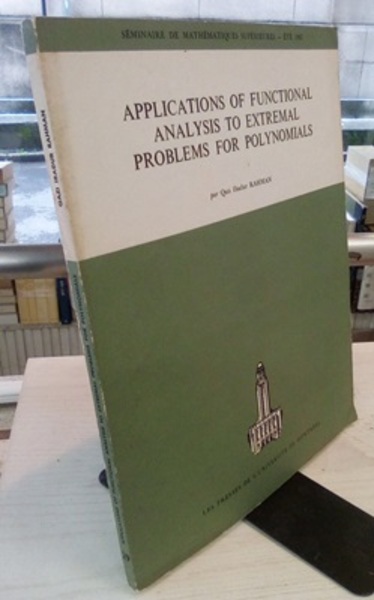 SÉMINAIRE DE MATHÉMATIQUES SUPÉRIEURES – ÉTÉ 1967
APPLICATIONS OF FUNCTIONAL
ANALYSIS TO EXTREMAL
PROBLEMS FOR POLYNOMIALS
par Qazi Ibadur RAHMAN
LES PRESSES DE L'UNIVERSITÉ DE MONTRÉAL
QAZI IBADUR RAHMAN